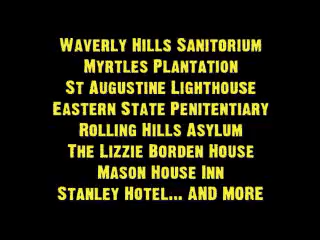 Waverly Hills Sanitorium
Myrtles Plantation
St Augustine Lighthouse
Eastern State Penitentiary
Rolling Hills Asylum
The Lizzie Borden House
Mason House Inn
Stanley Hotel... AND MORE